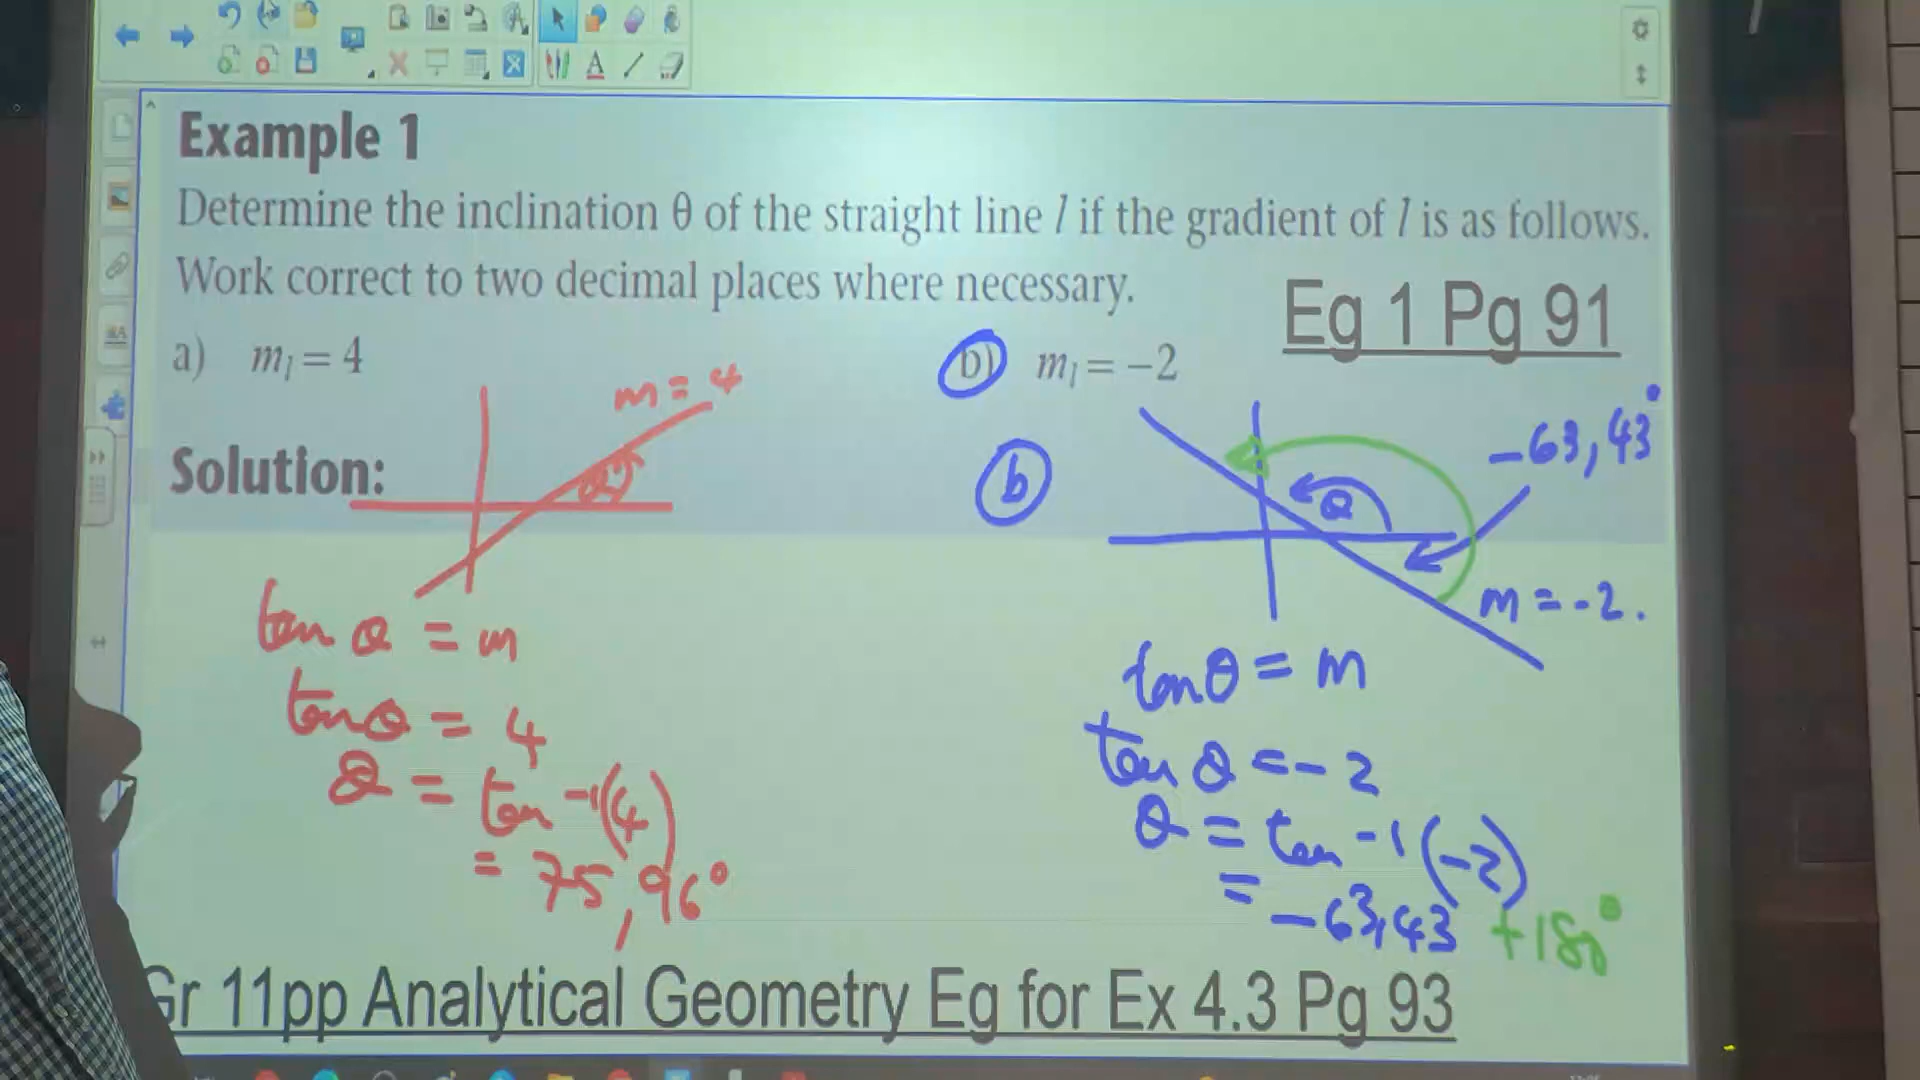 Example 1
Determine the inclination θ of the straight line l if the gradient of l is as follows.
Work correct to two decimal places where necessary.
Eg 1 Pg 91
a) mₗ = 4
b) mₗ = −2
m = 4
Solution:
θ
b
θ
-63,43°
m = -2.
tan θ = m
tan θ = 4
θ = tan⁻¹(4)
= 75,96°
tan θ = m
tan θ = -2
θ = tan⁻¹(-2)
= -63,43 +180°
Gr 11pp Analytical Geometry Eg for Ex 4.3 Pg 93